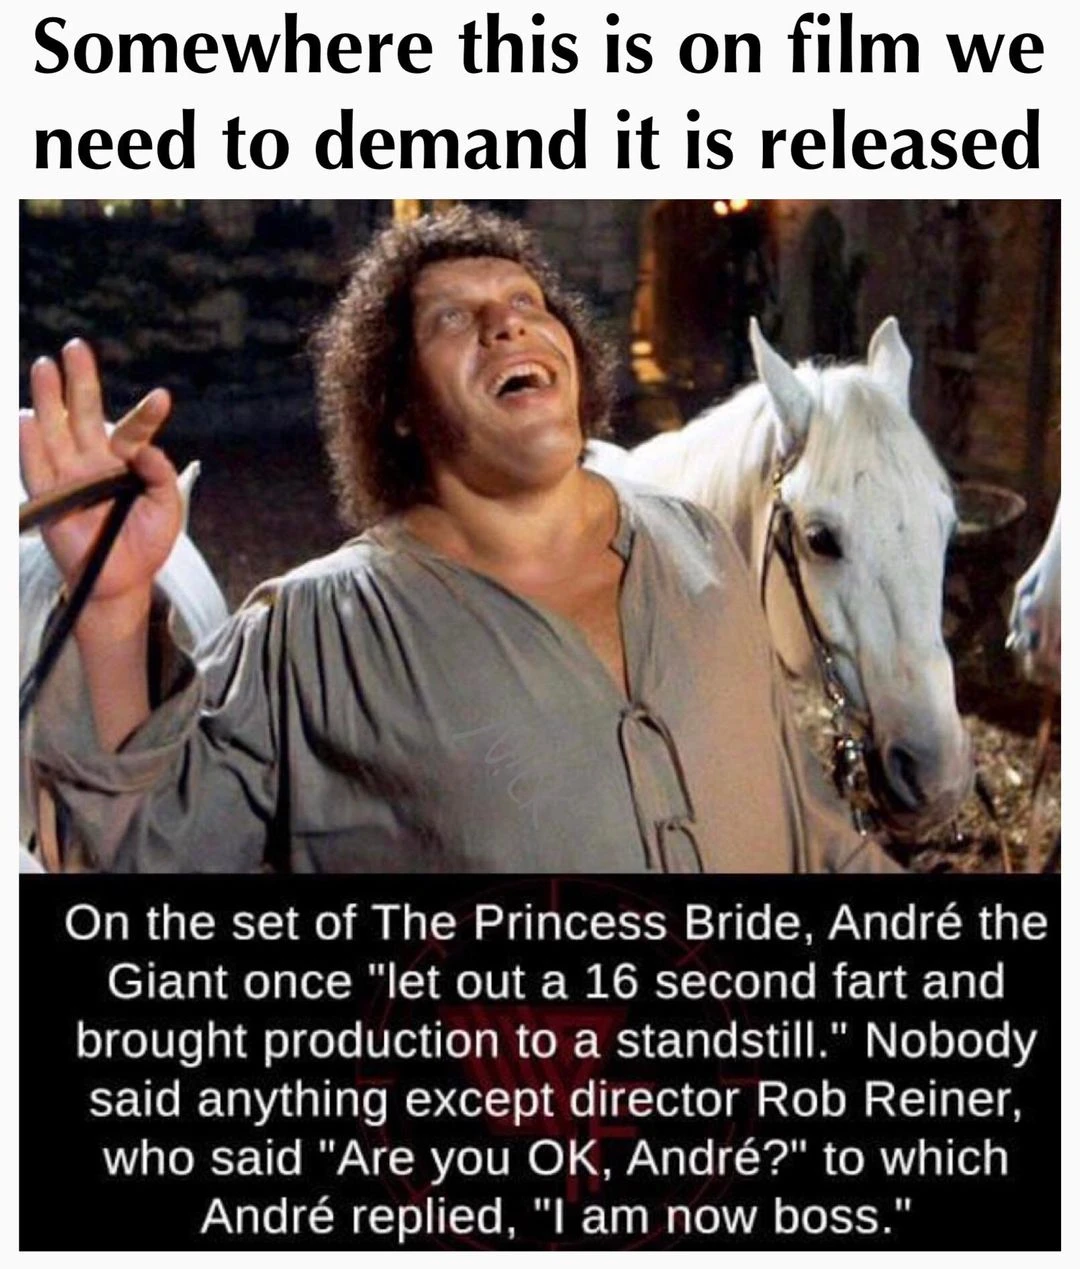 Somewhere this is on film we
need to demand it is released
On the set of The Princess Bride, André the
Giant once "let out a 16 second fart and
brought production to a standstill." Nobody
said anything except director Rob Reiner,
who said "Are you OK, André?" to which
André replied, "I am now boss."